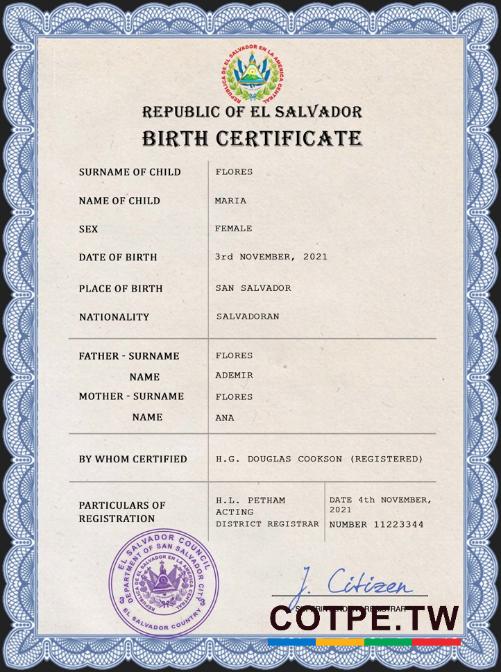 REPUBLICA DE EL SALVADOR EN LA AMERICA CENTRAL
REPUBLIC OF EL SALVADOR
BIRTH CERTIFICATE
SURNAME OF CHILD FLORES
NAME OF CHILD MARIA
SEX FEMALE
DATE OF BIRTH 3rd NOVEMBER, 2021
PLACE OF BIRTH SAN SALVADOR
NATIONALITY SALVADORAN
FATHER - SURNAME FLORES
NAME ADEMIR
MOTHER - SURNAME FLORES
NAME ANA
BY WHOM CERTIFIED H.G. DOUGLAS COOKSON (REGISTERED)
PARTICULARS OF
REGISTRATION
H.L. PETHAM
ACTING
DISTRICT REGISTRAR
DATE 4th NOVEMBER,
2021
NUMBER 11223344
EL SALVADOR COUNCIL
DEPARTMENT OF SAN SALVADOR CITY
EL SALVADOR COUNTRY
3 3
J. Citizen
COTPE.TW